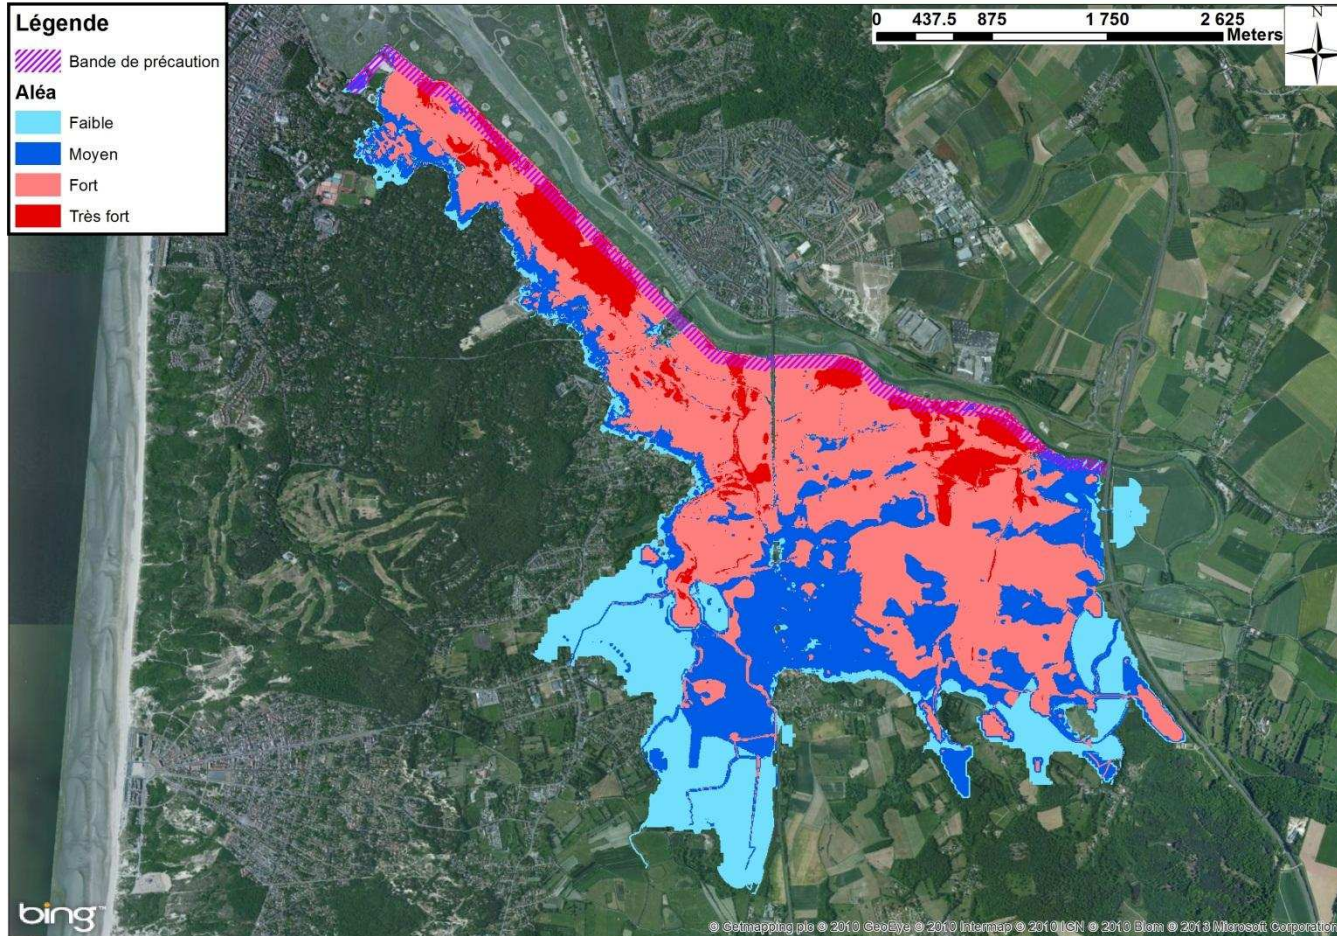 Légende
Bande de précaution
Aléa
Faible
Moyen
Fort
Très fort
0 437.5 875 1 750 2 625
Meters
N
bing™
© Getmapping plc © 2010 GeoEye © 2010 Intermap © 2010 IGN © 2010 Blom © 2013 Microsoft Corporation